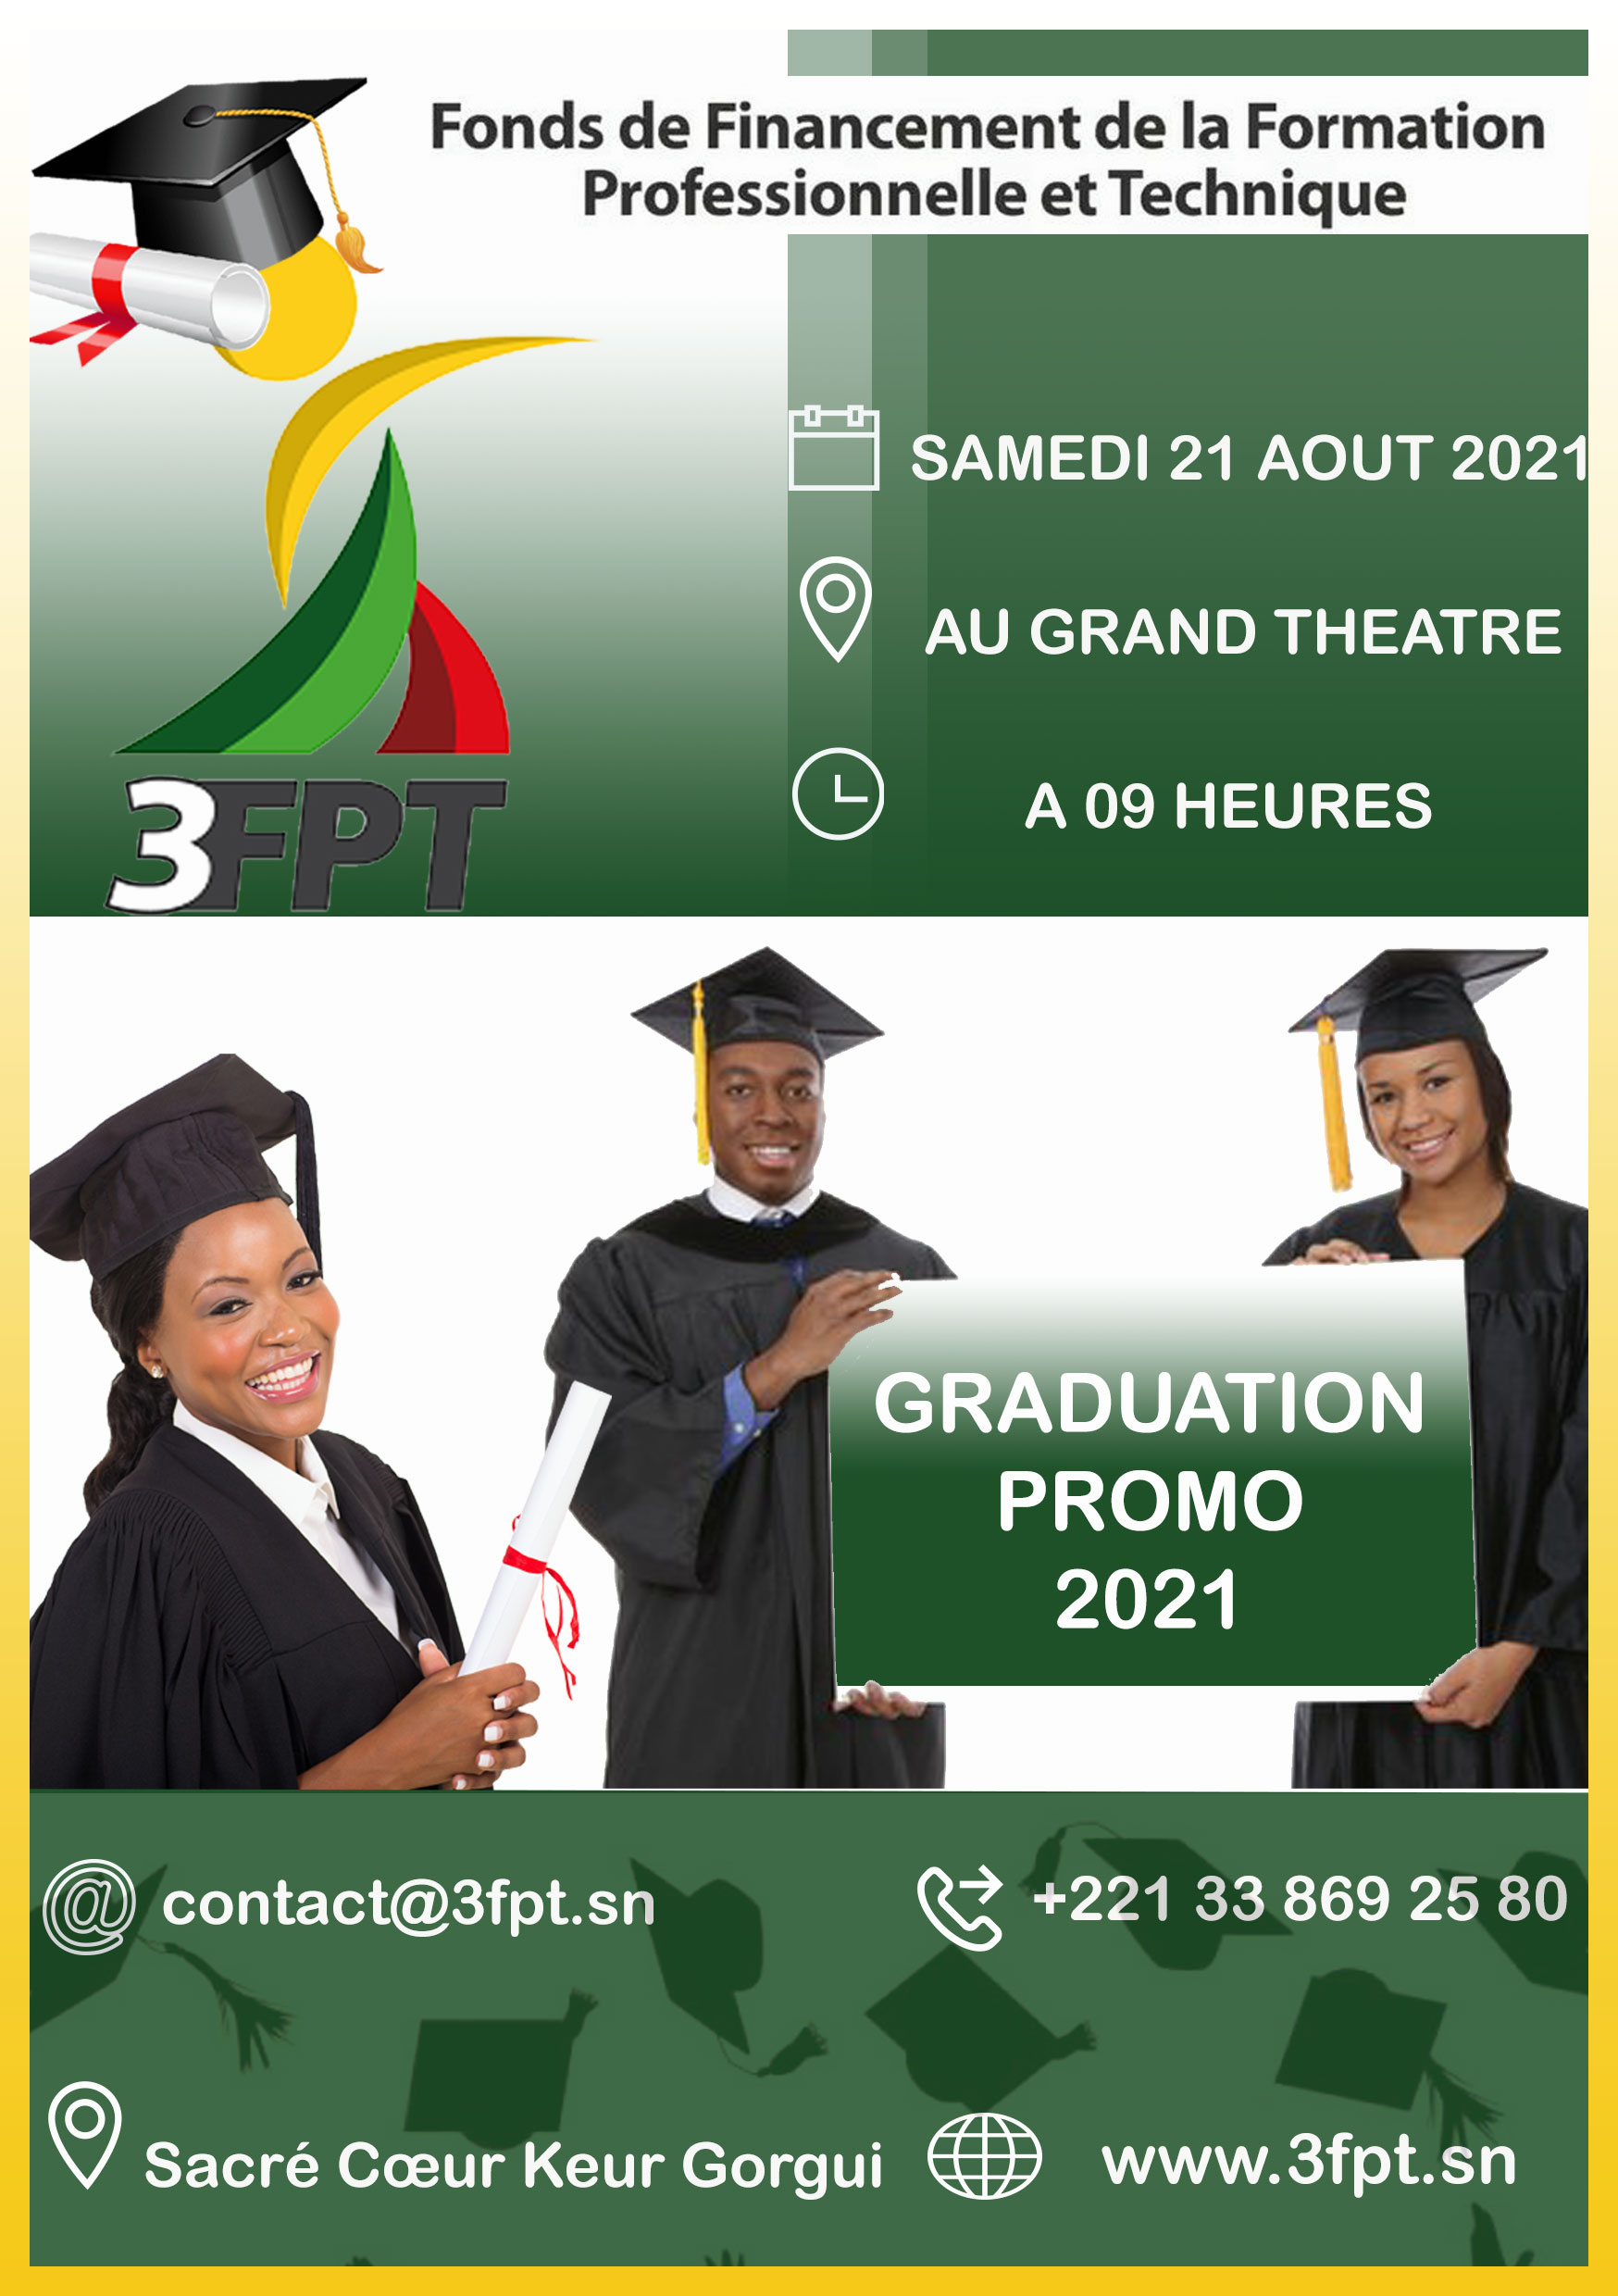 Fonds de Financement de la Formation
Professionnelle et Technique
SAMEDI 21 AOUT 2021
AU GRAND THEATRE
A 09 HEURES
3FPT
GRADUATION
PROMO
2021
contact@3fpt.sn
+221 33 869 25 80
Sacré Cœur Keur Gorgui
www.3fpt.sn